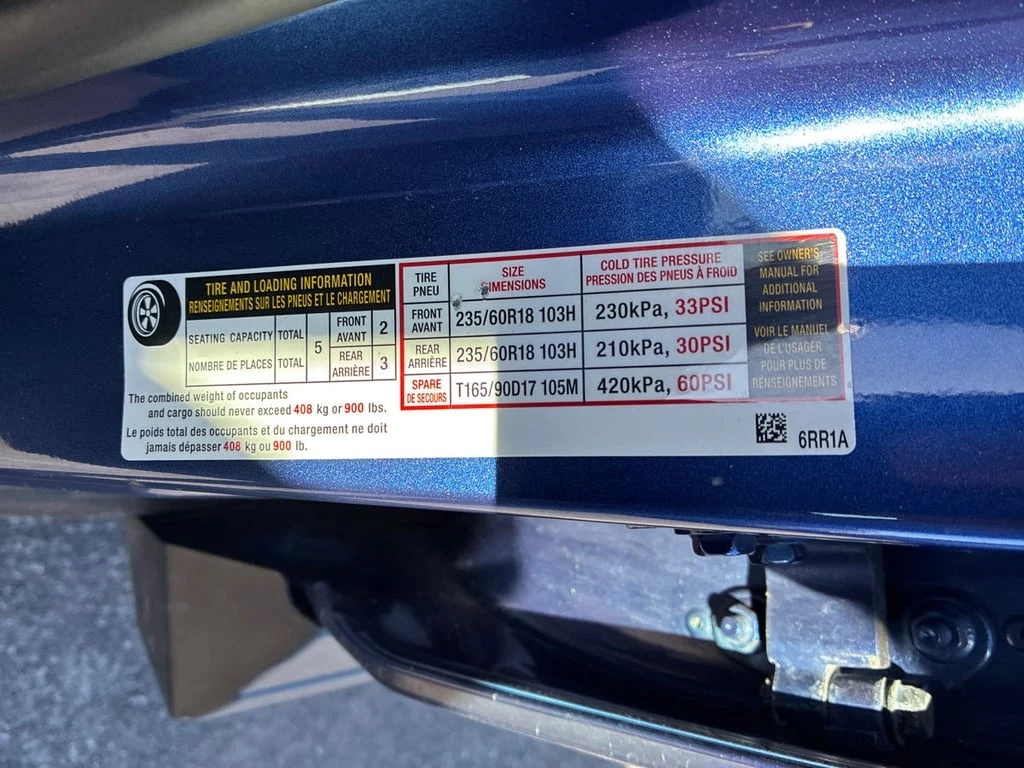 TIRE AND LOADING INFORMATION
RENSEIGNEMENTS SUR LES PNEUS ET LE CHARGEMENT
SEATING CAPACITY TOTAL 5 FRONT AVANT 2
NOMBRE DE PLACES TOTAL REAR ARRIÈRE 3
The combined weight of occupants
and cargo should never exceed 408 kg or 900 lbs.
Le poids total des occupants et du chargement ne doit
jamais dépasser 408 kg ou 900 lb.
TIRE PNEU SIZE DIMENSIONS COLD TIRE PRESSURE PRESSION DES PNEUS À FROID
FRONT AVANT 235/60R18 103H 230kPa, 33PSI
REAR ARRIÈRE 235/60R18 103H 210kPa, 30PSI
SPARE DE SECOURS T165/90D17 105M 420kPa, 60PSI
SEE OWNER'S
MANUAL FOR
ADDITIONAL
INFORMATION
VOIR LE MANUEL
DE L'USAGER
POUR PLUS DE
RENSEIGNEMENTS
6RR1A